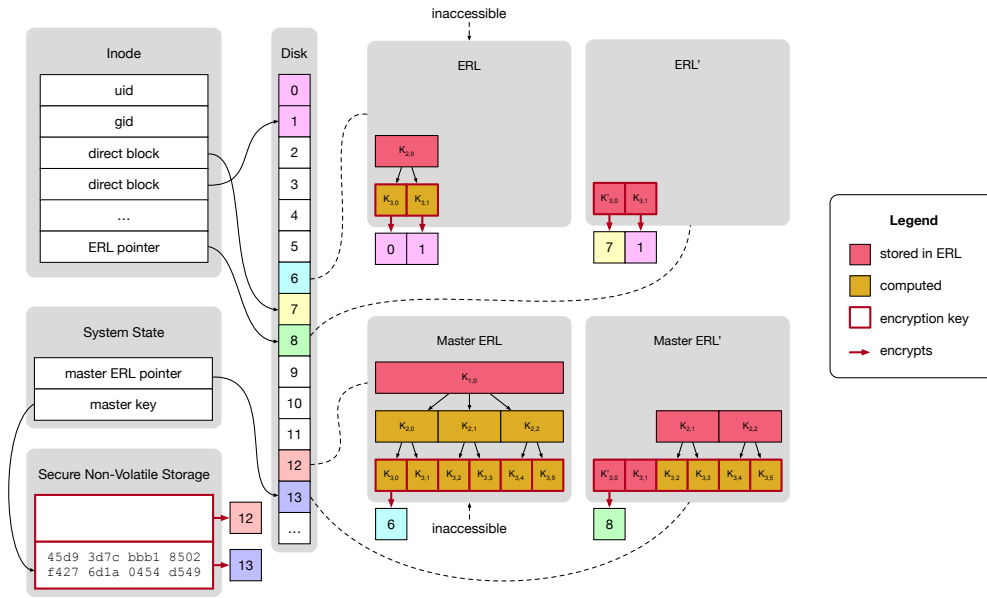 inaccessible
Inode
uid
gid
direct block
direct block
...
ERL pointer
System State
master ERL pointer
master key
Secure Non-Volatile Storage
45d9 3d7c bbb1 8502
f427 6d1a 0454 d549
12
13
Disk
0
1
2
3
4
5
6
7
8
9
10
11
12
13
...
ERL
K2,0
K3,0 K3,1
0 1
ERL'
K'3,0 K3,1
7 1
Master ERL
K1,0
K2,0 K2,1 K2,2
K3,0 K3,1 K3,2 K3,3 K3,4 K3,5
6
inaccessible
Master ERL'
K2,1 K2,2
K'3,0 K3,1 K3,2 K3,3 K3,4 K3,5
8
Legend
stored in ERL
computed
encryption key
encrypts